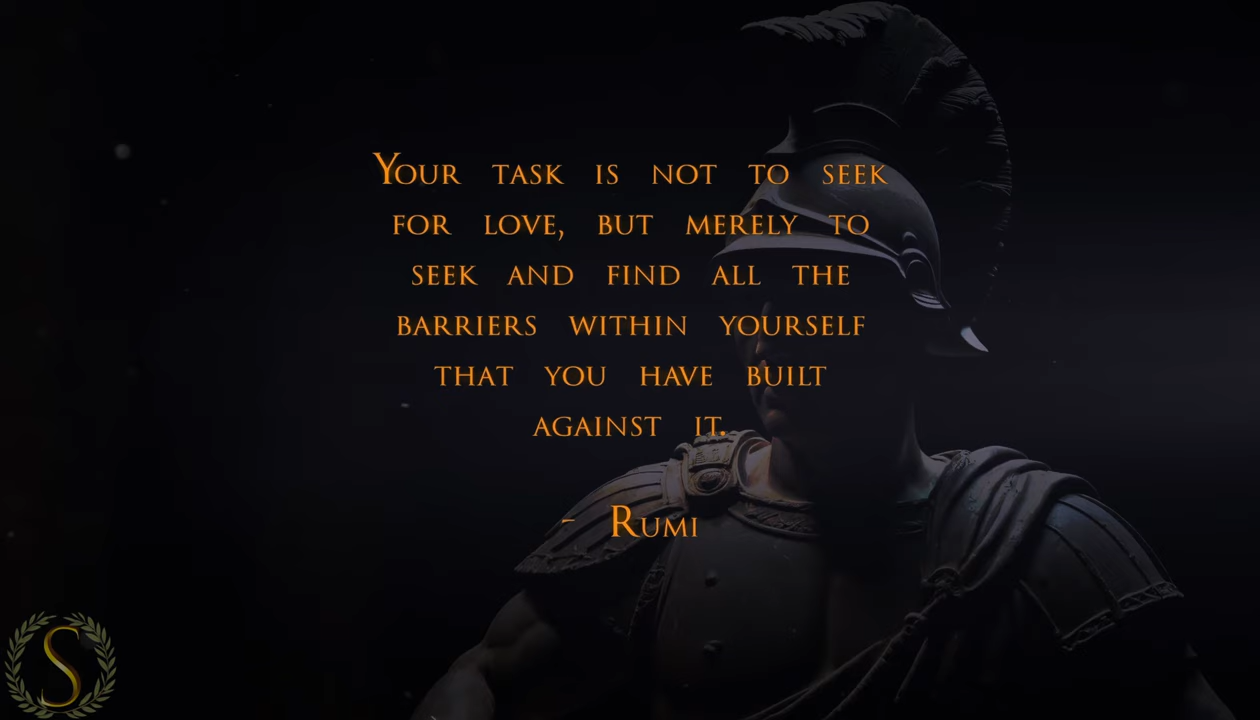 Your task is not to seek
for love, but merely to
seek and find all the
barriers within yourself
that you have built
against it.
- Rumi
S